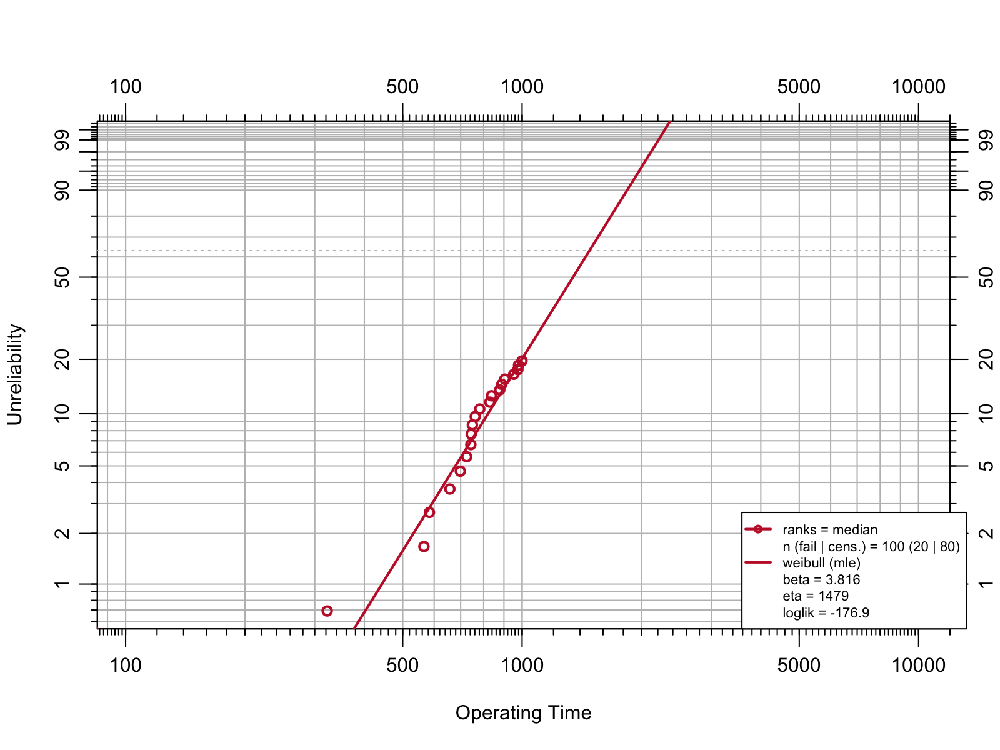 100 500 1000 5000 10000
99 99
90 90
50 50
20 20
10 10
5 5
2 2
1 1
Unreliability
ranks = median
n (fail | cens.) = 100 (20 | 80)
weibull (mle)
beta = 3.816
eta = 1479
loglik = -176.9
100 500 1000 5000 10000
Operating Time